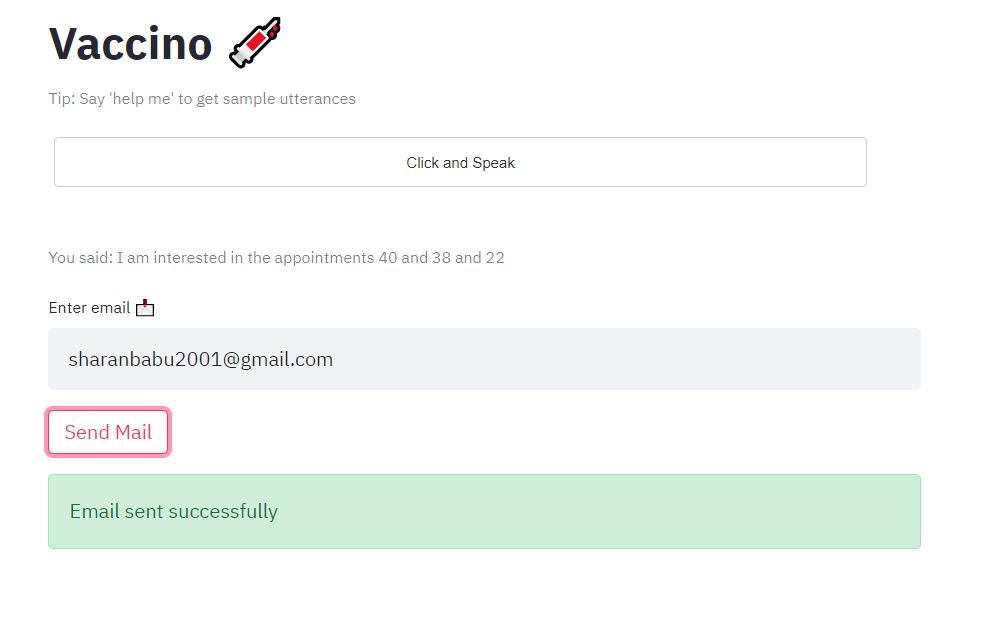 Vaccino
Tip: Say 'help me' to get sample utterances
Click and Speak
You said: I am interested in the appointments 40 and 38 and 22
Enter email
sharanbabu2001@gmail.com
Send Mail
Email sent successfully